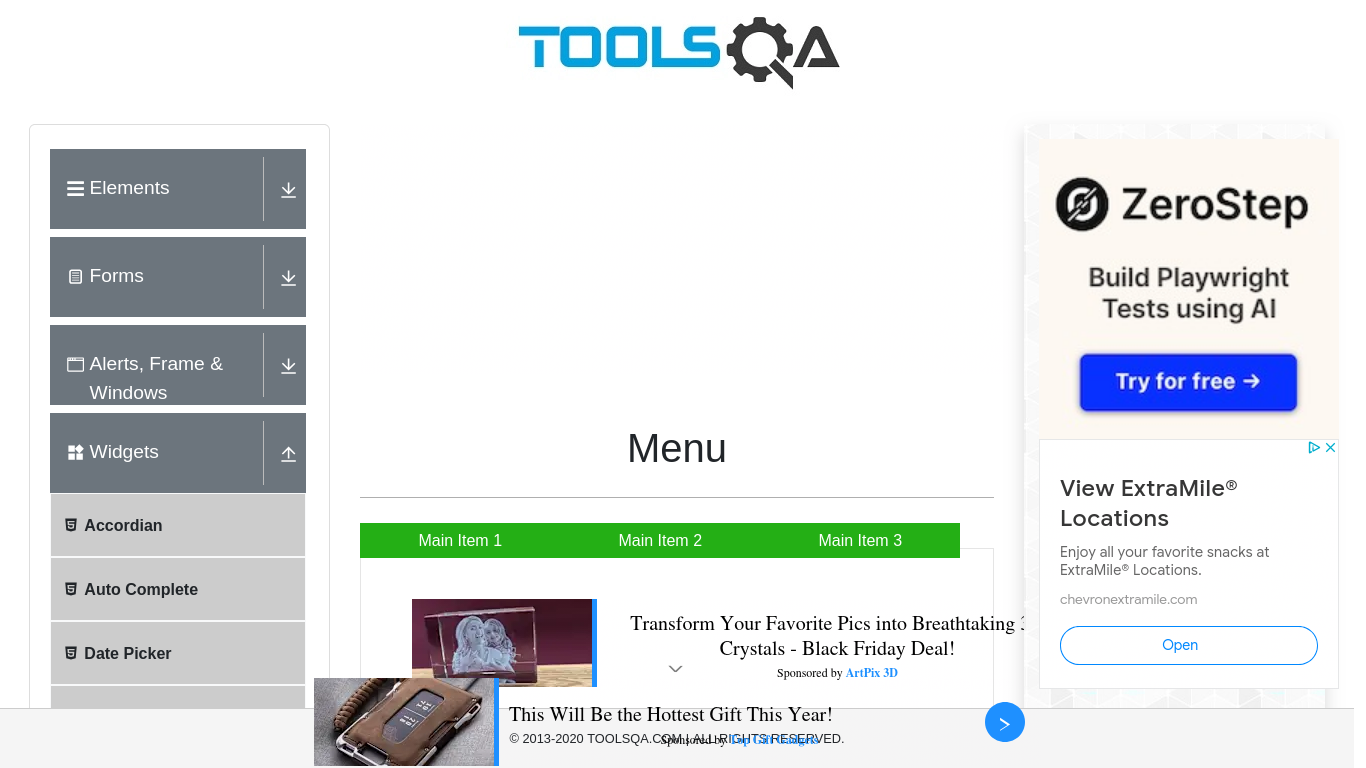 TOOLSQA
Elements
Forms
Alerts, Frame &
Windows
Widgets
Accordian
Auto Complete
Date Picker
Menu
Main Item 1
Main Item 2
Main Item 3
Transform Your Favorite Pics into Breathtaking
Crystals - Black Friday Deal!
Sponsored by ArtPix 3D
This Will Be the Hottest Gift This Year!
Sponsored by Top Gift Gadgets
© 2013-2020 TOOLSQA.COM | ALL RIGHTS RESERVED.
ZeroStep
Build Playwright
Tests using AI
Try for free →
View ExtraMile®
Locations
Enjoy all your favorite snacks at
ExtraMile® Locations.
chevronextramile.com
Open